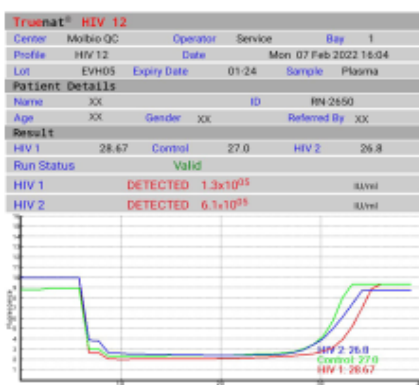 Truenat® HIV 12
Center Molbio QC Operator Service Bay 1
Profile HIV 12 Date Mon 07 Feb 2022 16:04
Lot EVH05 Expiry Date 01-24 Sample Plasma
Patient Details
Name XX ID RN-2650
Age XX Gender XX Referred By XX
Result
HIV 1 28.67 Control 27.0 HIV 2 26.8
Run Status Valid
HIV 1 DETECTED 1.3x10⁰⁵ IU/ml
HIV 2 DETECTED 6.1x10⁰⁵ IU/ml
HIV 2: 26.8
Control: 27.0
HIV 1: 28.67